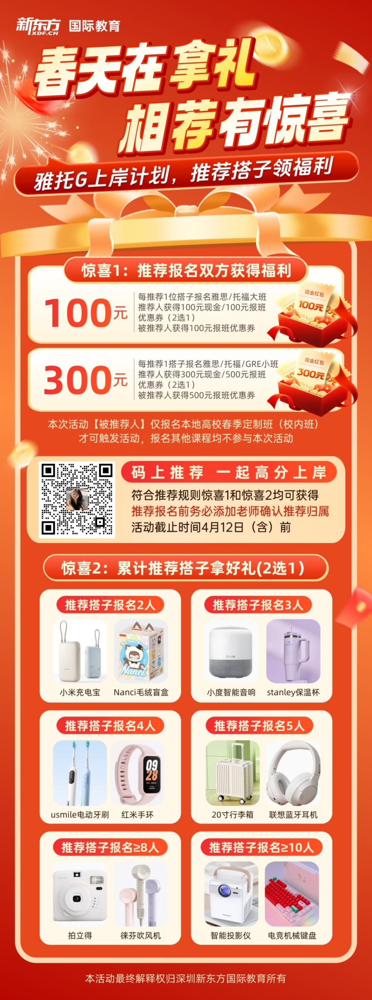 新东方 国际教育
XDF.CN
春天在拿礼
相荐有惊喜
雅托G上岸计划，推荐搭子领福利
惊喜1：推荐报名双方获得福利
100元
每推荐1位搭子报名雅思/托福大班
推荐人获得100元现金/100元报班
优惠券（2选1）
被推荐人获得100元报班优惠券
现金红包
100元
300元
每推荐1搭子报名雅思/托福/GRE小班
推荐人获得300元现金/500元报班
优惠券（2选1）
被推荐人获得500元报班优惠券
现金红包
300元
本次活动【被推荐人】仅报名本地高校春季定制班（校内班）
才可触发活动，报名其他课程均不参与本次活动
码上推荐 一起高分上岸
符合推荐规则惊喜1和惊喜2均可获得
推荐报名前务必添加老师确认推荐归属
活动截止时间4月12日（含）前
惊喜2：累计推荐搭子拿好礼(2选1)
推荐搭子报名2人
Nanci
小米充电宝
Nanci毛绒盲盒
推荐搭子报名3人
小度
小度智能音响
stanley保温杯
推荐搭子报名4人
09
28
usmile电动牙刷
红米手环
推荐搭子报名5人
20寸行李箱
联想蓝牙耳机
推荐搭子报名≥8人
拍立得
徕芬吹风机
推荐搭子报名≥10人
智能投影仪
电竞机械键盘
本活动最终解释权归深圳新东方国际教育所有